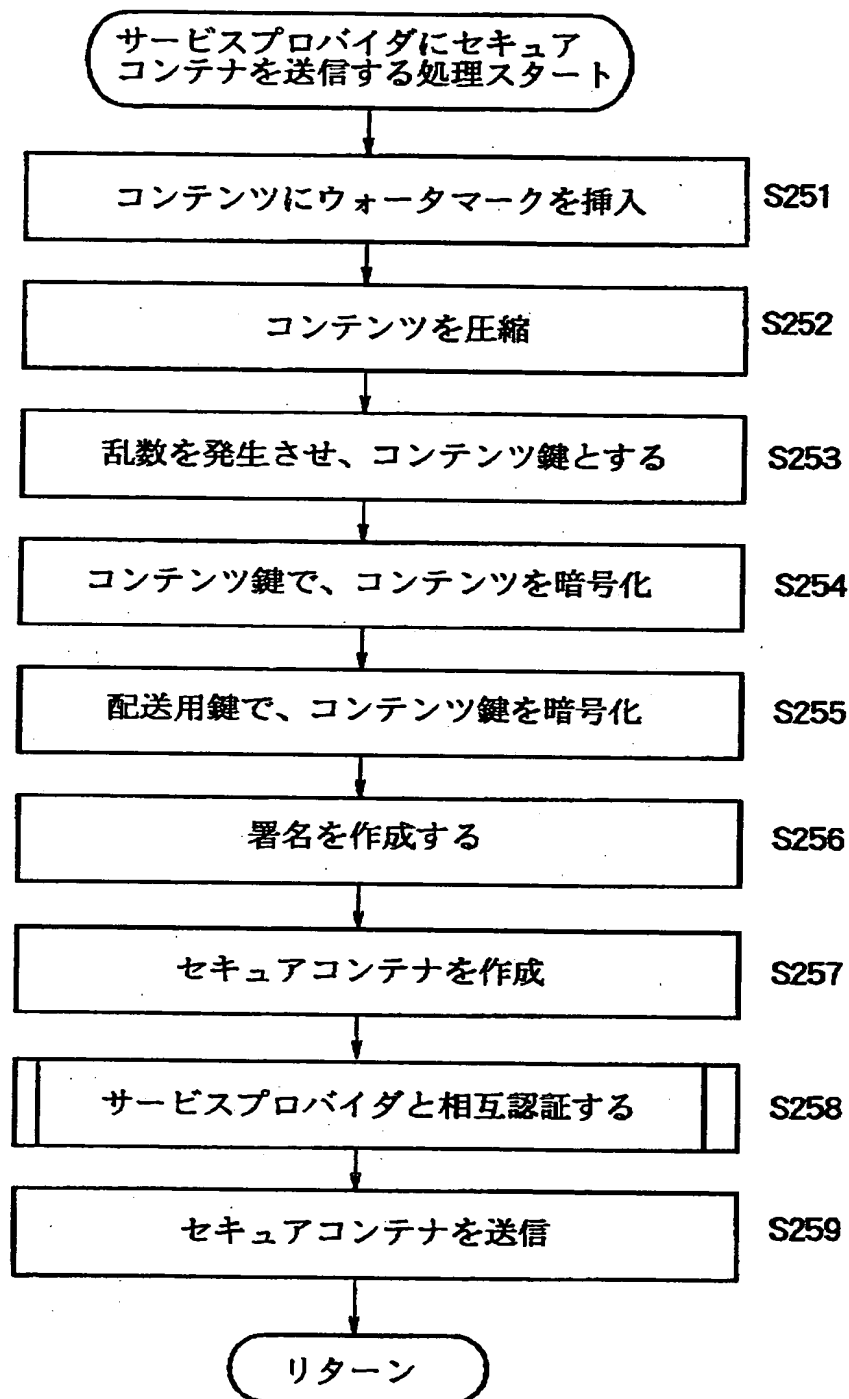 サービスプロバイダにセキュア
コンテナを送信する処理スタート
コンテンツにウォータマークを挿入 S251
コンテンツを圧縮 S252
乱数を発生させ、コンテンツ鍵とする S253
コンテンツ鍵で、コンテンツを暗号化 S254
配送用鍵で、コンテンツ鍵を暗号化 S255
署名を作成する S256
セキュアコンテナを作成 S257
サービスプロバイダと相互認証する S258
セキュアコンテナを送信 S259
リターン